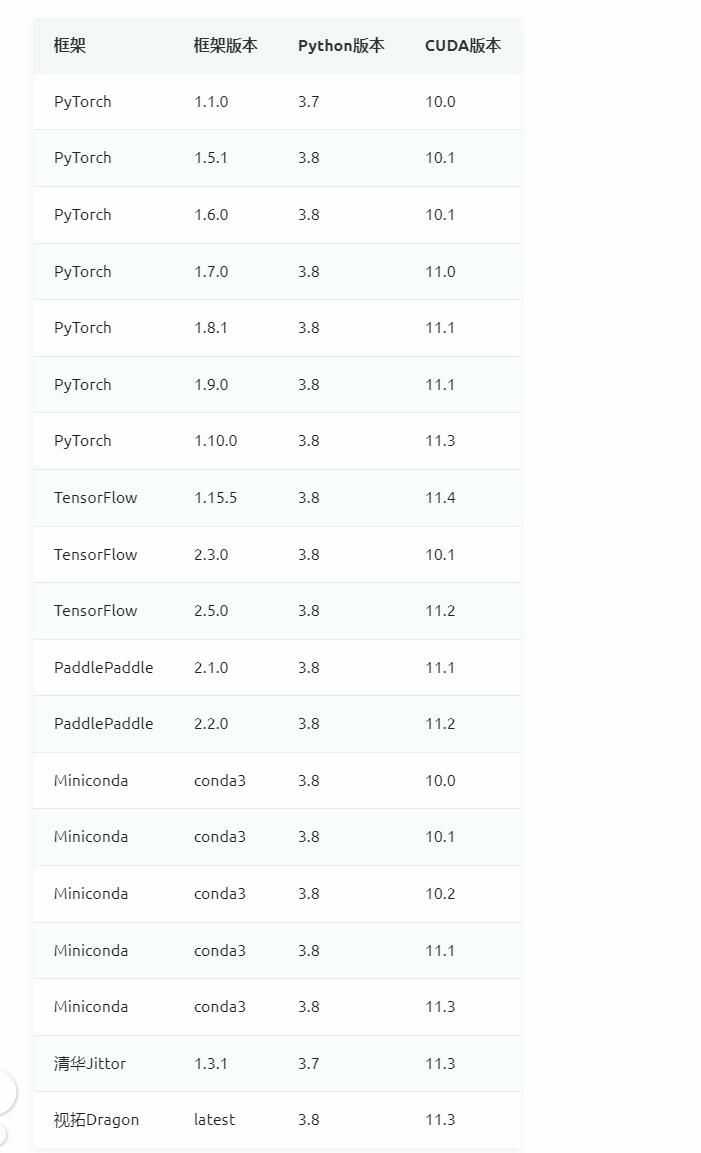 框架 框架版本 Python版本 CUDA版本
PyTorch 1.1.0 3.7 10.0
PyTorch 1.5.1 3.8 10.1
PyTorch 1.6.0 3.8 10.1
PyTorch 1.7.0 3.8 11.0
PyTorch 1.8.1 3.8 11.1
PyTorch 1.9.0 3.8 11.1
PyTorch 1.10.0 3.8 11.3
TensorFlow 1.15.5 3.8 11.4
TensorFlow 2.3.0 3.8 10.1
TensorFlow 2.5.0 3.8 11.2
PaddlePaddle 2.1.0 3.8 11.1
PaddlePaddle 2.2.0 3.8 11.2
Miniconda conda3 3.8 10.0
Miniconda conda3 3.8 10.1
Miniconda conda3 3.8 10.2
Miniconda conda3 3.8 11.1
Miniconda conda3 3.8 11.3
清华Jittor 1.3.1 3.7 11.3
视拓Dragon latest 3.8 11.3